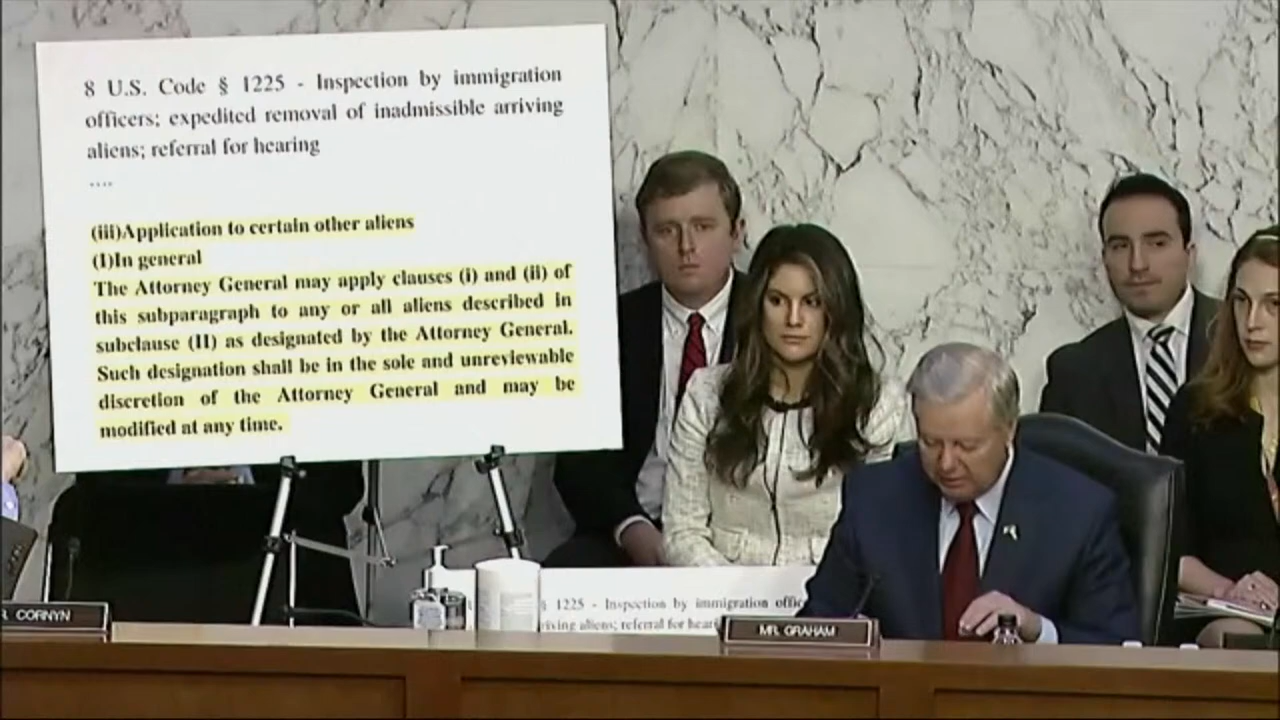 8 U.S. Code § 1225 - Inspection by immigration
officers; expedited removal of inadmissible arriving
aliens; referral for hearing
....
(iii)Application to certain other aliens
(I)In general
The Attorney General may apply clauses (i) and (ii) of
this subparagraph to any or all aliens described in
subclause (II) as designated by the Attorney General.
Such designation shall be in the sole and unreviewable
discretion of the Attorney General and may be
modified at any time.
§ 1225 - Inspection by immigration
aliens; referral for
CORNYN
MR. GRAHAM